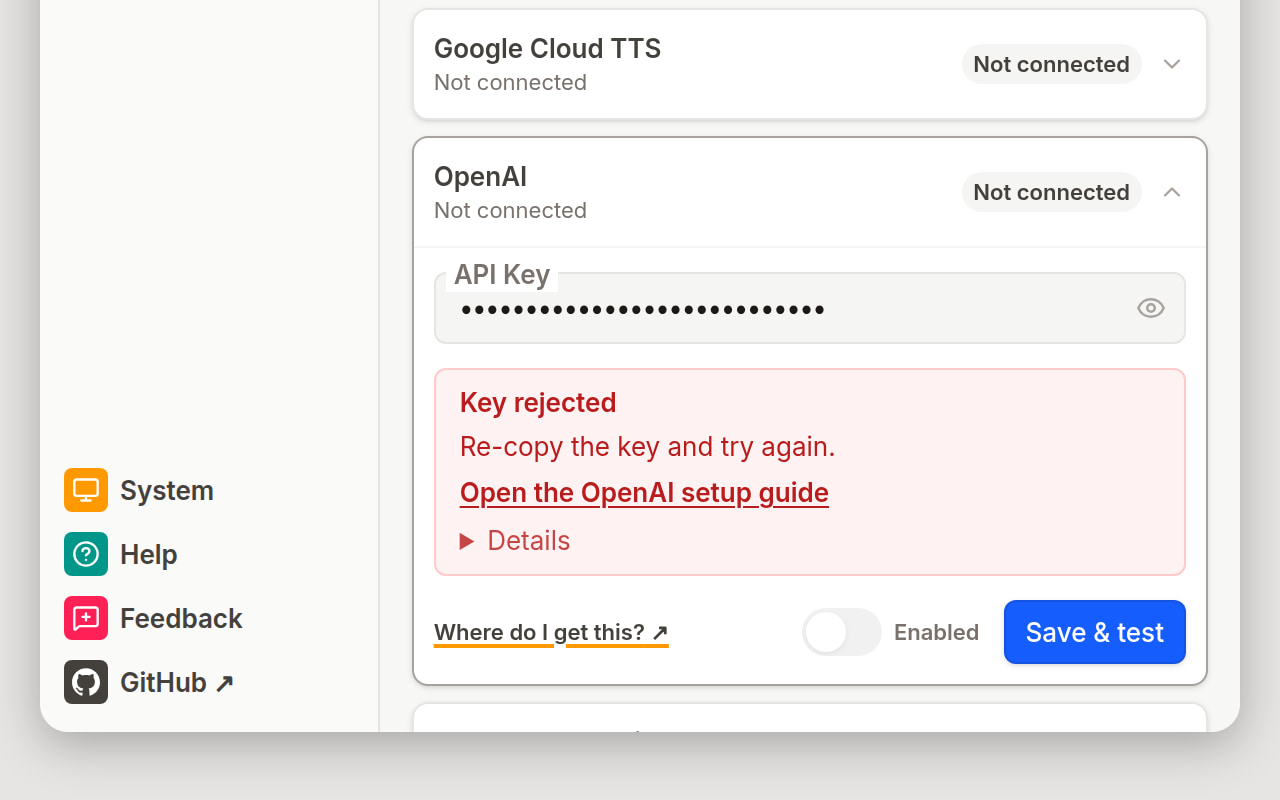 Google Cloud TTS
Not connected
Not connected
OpenAI
Not connected
Not connected
API Key
••••••••••••••••••••••••••••
Key rejected
Re-copy the key and try again.
Open the OpenAI setup guide
Details
Where do I get this? ↗
Enabled
Save & test
System
Help
Feedback
GitHub ↗